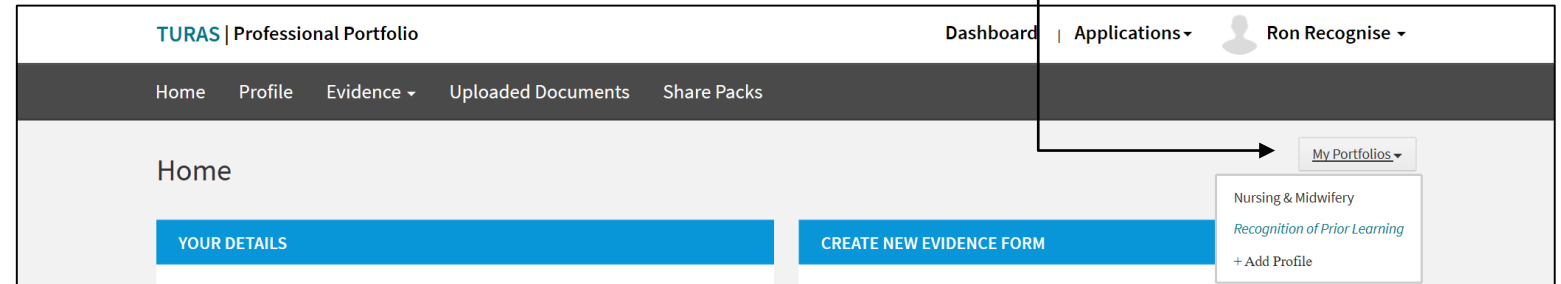 TURAS | Professional Portfolio
Dashboard | Applications
Ron Recognise
Home Profile Evidence Uploaded Documents Share Packs
Home
My Portfolios
Nursing & Midwifery
Recognition of Prior Learning
+ Add Profile
YOUR DETAILS
CREATE NEW EVIDENCE FORM